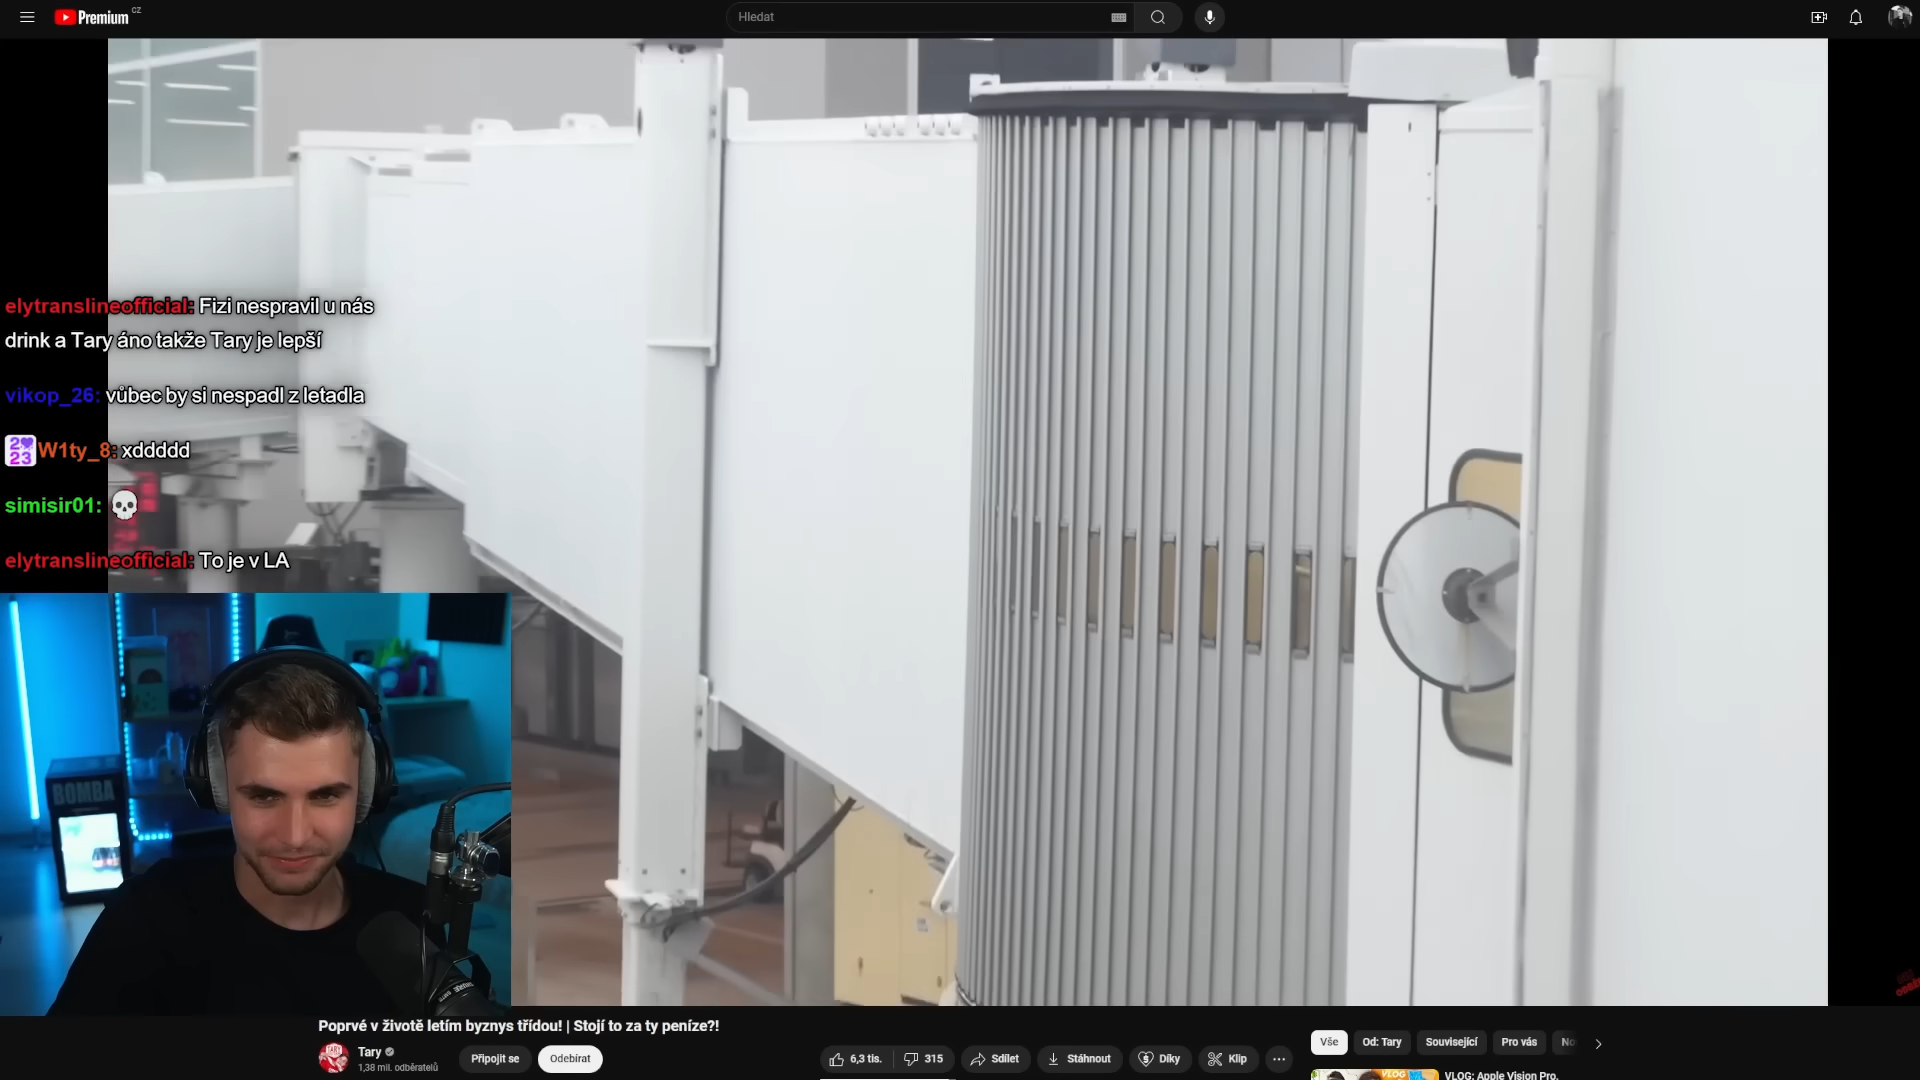 Premium CZ
Hledat
elytranslineofficial: Fizi nespravil u nás
drink a Tary áno takže Tary je lepší
vikop_26: vůbec by si nespadl z letadla
2023 W1ty_8: xddddd
simisir01:
elytranslineofficial: To je v LA
BOMBA
Poprvé v životě letím byznys třídou! | Stojí to za ty peníze?!
Tary
1,38 mil. odběratelů
Připojit se
Odebírat
6,3 tis.
315
Sdílet
Stáhnout
Díky
Klip
Vše
Od: Tary
Související
Pro vás
No
VLOG
VLOG: Apple Vision Pro,